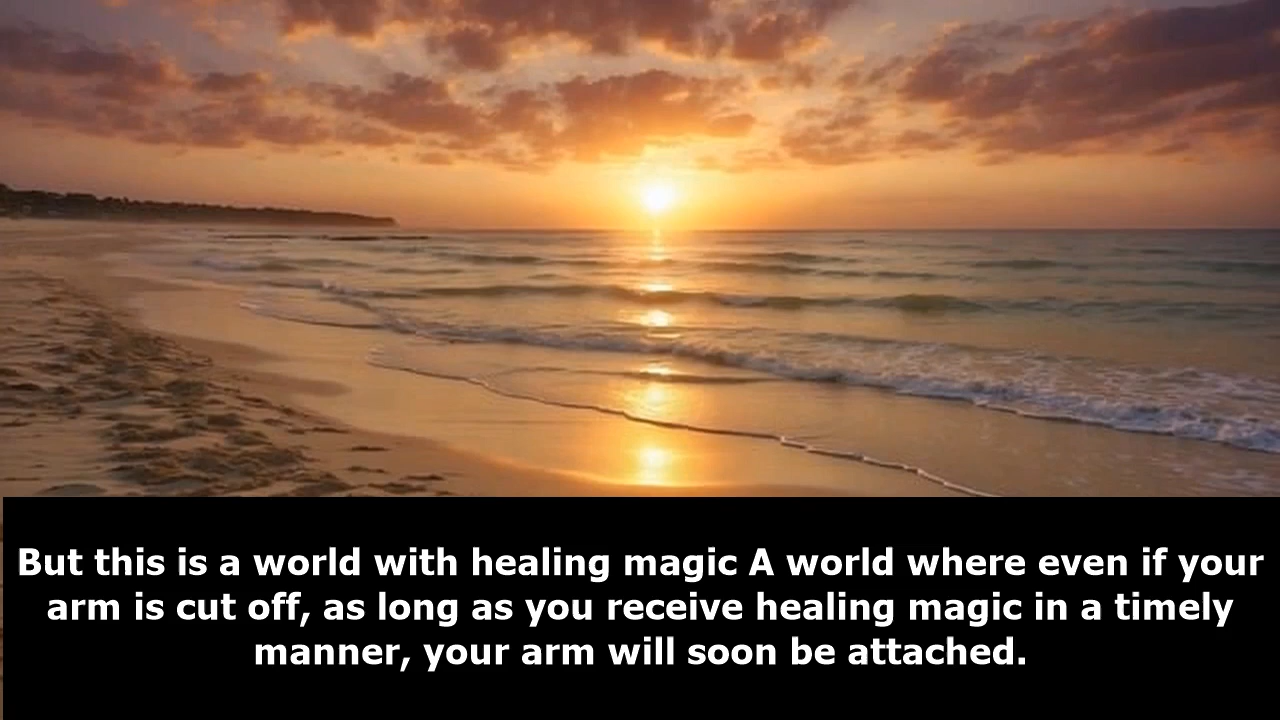 But this is a world with healing magic A world where even if your
arm is cut off, as long as you receive healing magic in a timely
manner, your arm will soon be attached.